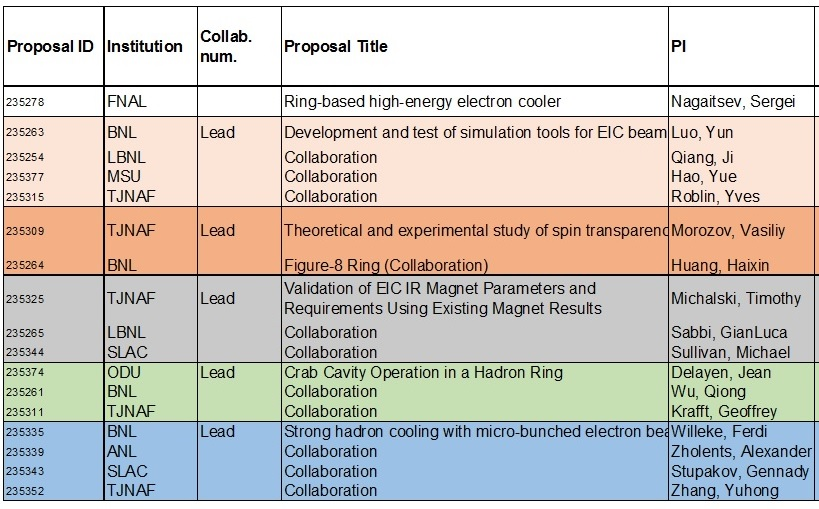 Proposal ID Institution Collab. num. Proposal Title PI
235278 FNAL Ring-based high-energy electron cooler Nagaitsev, Sergei
235263 BNL Lead Development and test of simulation tools for EIC beam Luo, Yun
235254 LBNL Collaboration Qiang, Ji
235377 MSU Collaboration Hao, Yue
235315 TJNAF Collaboration Roblin, Yves
235309 TJNAF Lead Theoretical and experimental study of spin transparenc Morozov, Vasiliy
235264 BNL Figure-8 Ring (Collaboration) Huang, Haixin
235325 TJNAF Lead Validation of EIC IR Magnet Parameters and Michalski, Timothy
Requirements Using Existing Magnet Results
235265 LBNL Collaboration Sabbi, GianLuca
235344 SLAC Collaboration Sullivan, Michael
235374 ODU Lead Crab Cavity Operation in a Hadron Ring Delayen, Jean
235261 BNL Collaboration Wu, Qiong
235311 TJNAF Collaboration Krafft, Geoffrey
235335 BNL Lead Strong hadron cooling with micro-bunched electron bea Willeke, Ferdi
235339 ANL Collaboration Zholents, Alexander
235343 SLAC Collaboration Stupakov, Gennady
235352 TJNAF Collaboration Zhang, Yuhong